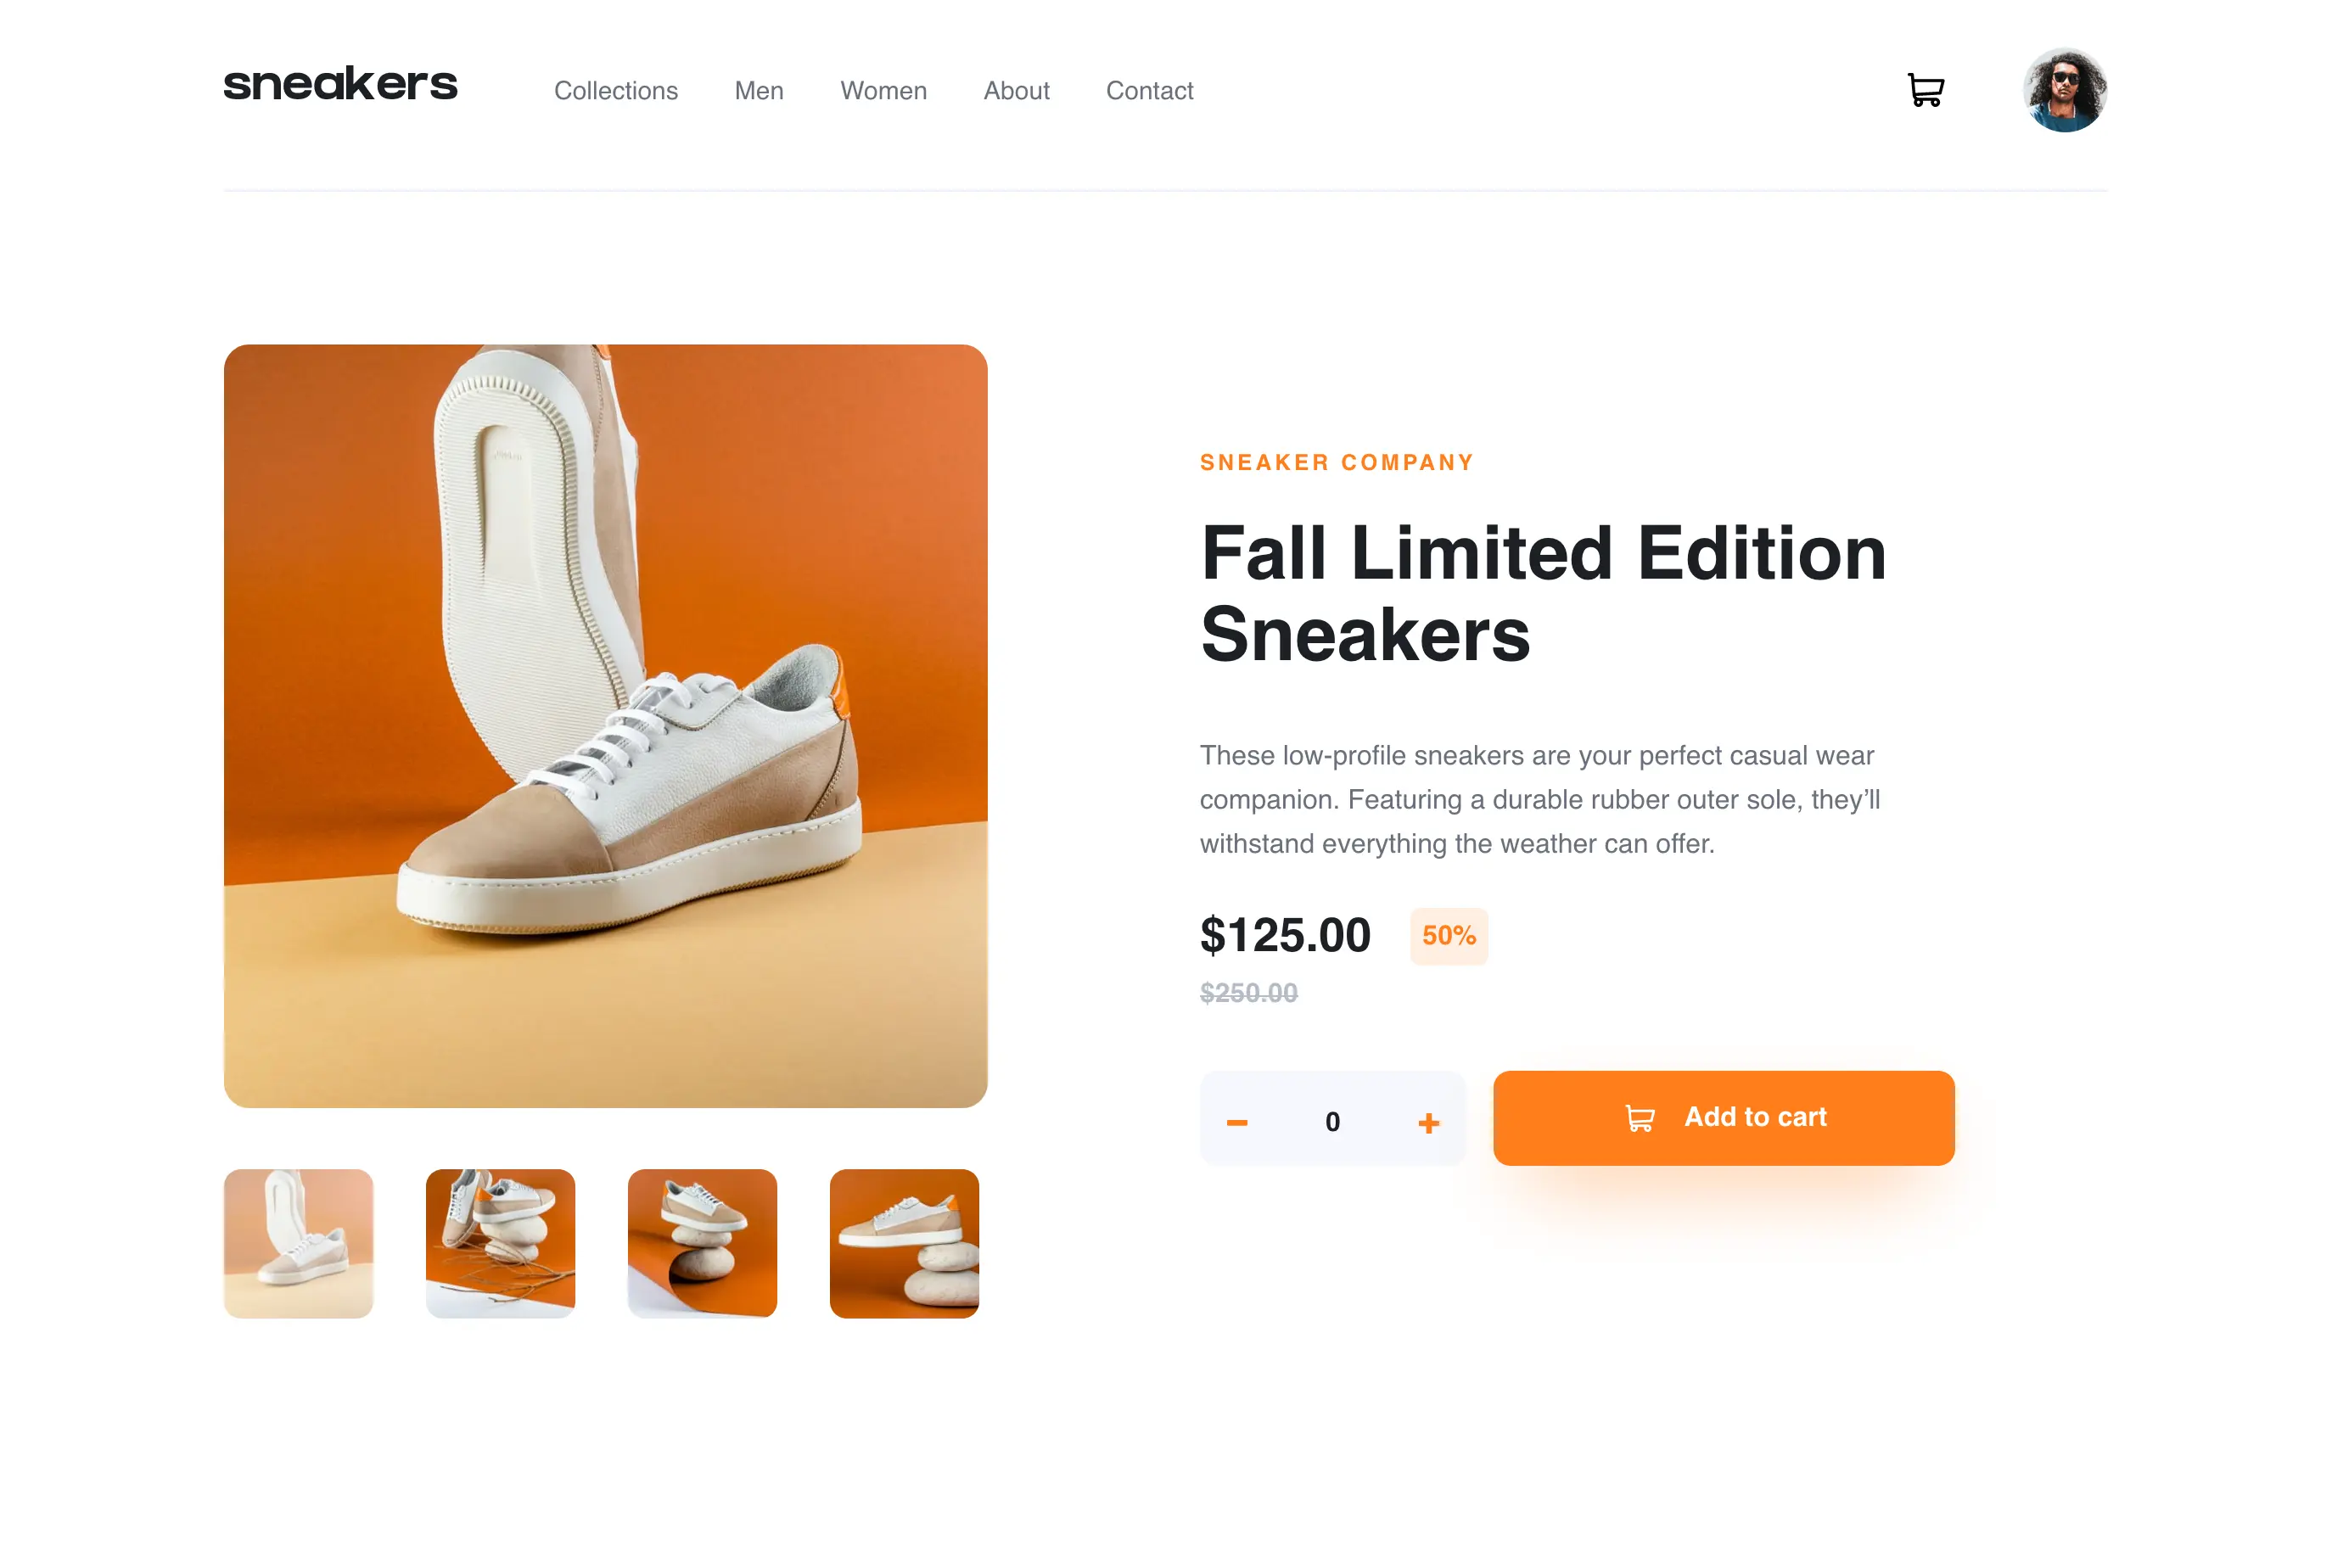 sneakers
Collections
Men
Women
About
Contact
SNEAKER COMPANY
Fall Limited Edition
Sneakers
These low-profile sneakers are your perfect casual wear
companion. Featuring a durable rubber outer sole, they’ll
withstand everything the weather can offer.
$125.00
50%
$250.00
0
Add to cart